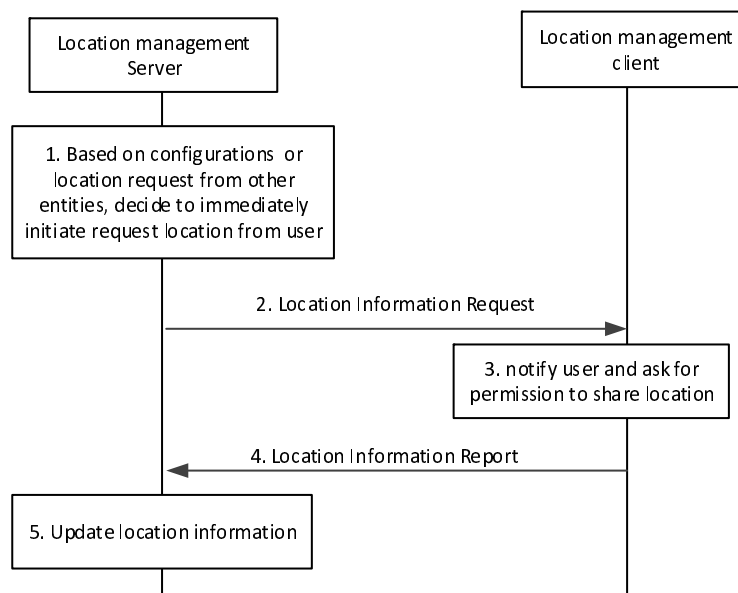 Location management
Server
Location management
client
1. Based on configurations or
location request from other
entities, decide to immediately
initiate request location from user
2. Location Information Request
3. notify user and ask for
permission to share location
4. Location Information Report
5. Update location information